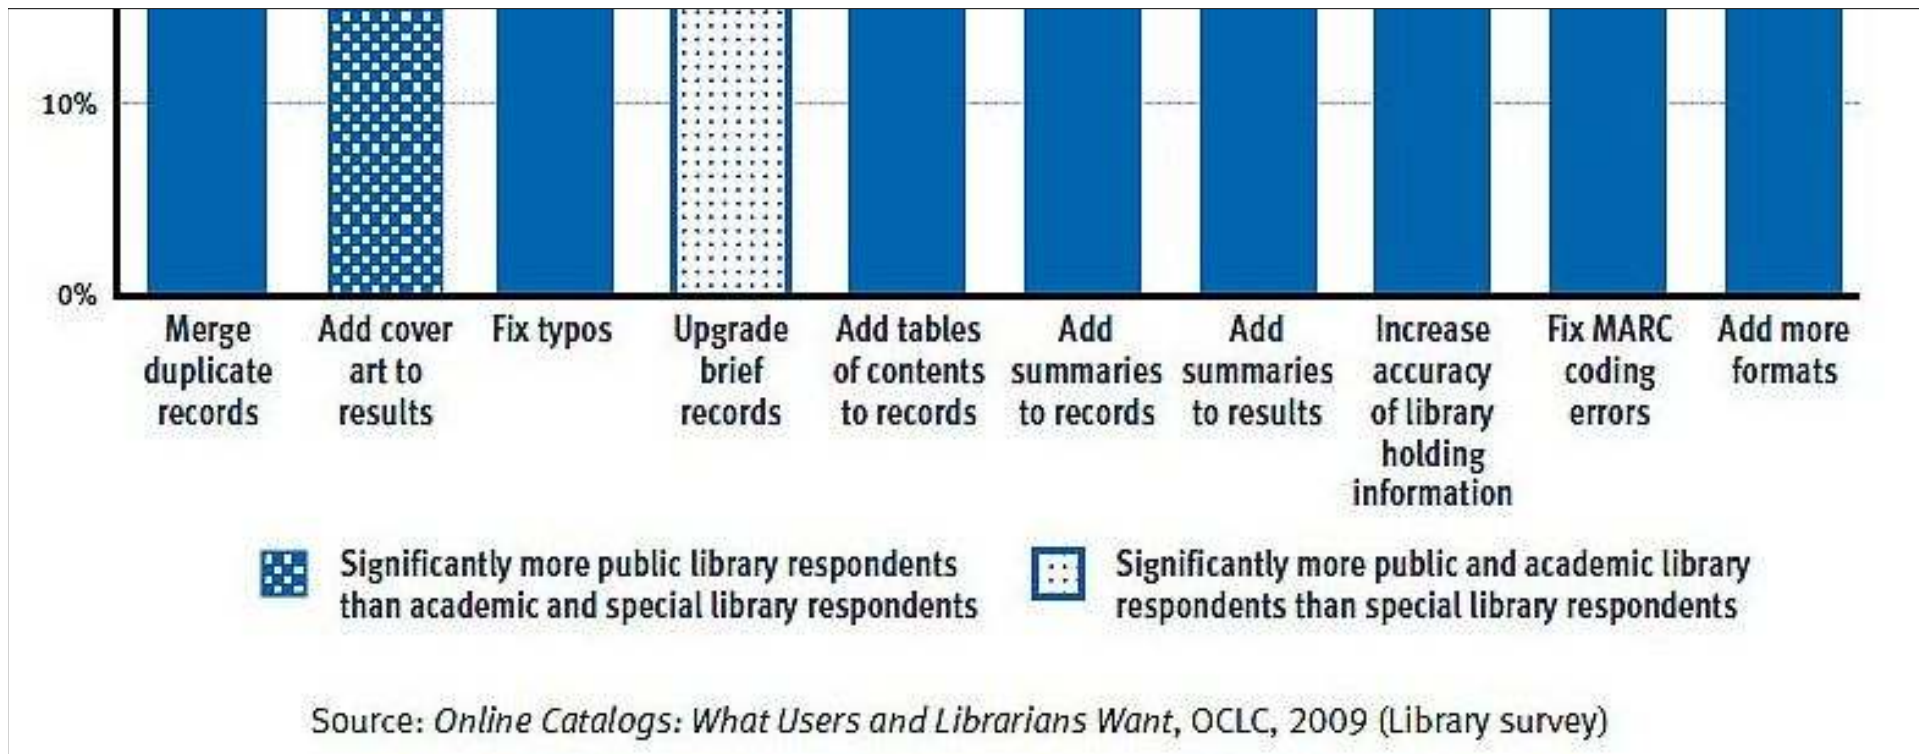 10%
0%
Merge
duplicate
records
Add cover
art to
results
Fix typos
Upgrade
brief
records
Add tables
of contents
to records
Add
summaries
to records
Add
summaries
to results
Increase
accuracy
of library
holding
information
Fix MARC
coding
errors
Add more
formats
Significantly more public library respondents
than academic and special library respondents
Significantly more public and academic library
respondents than special library respondents
Source: Online Catalogs: What Users and Librarians Want, OCLC, 2009 (Library survey)